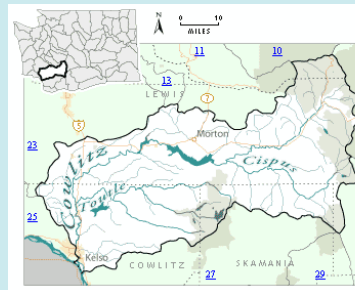 N
0 10
MILES
11
10
13
LEWIS
7
5
Morton
23
Cowlitz
Cispus
Toutle
25
Kelso
COWLITZ
SKAMANIA
27
29